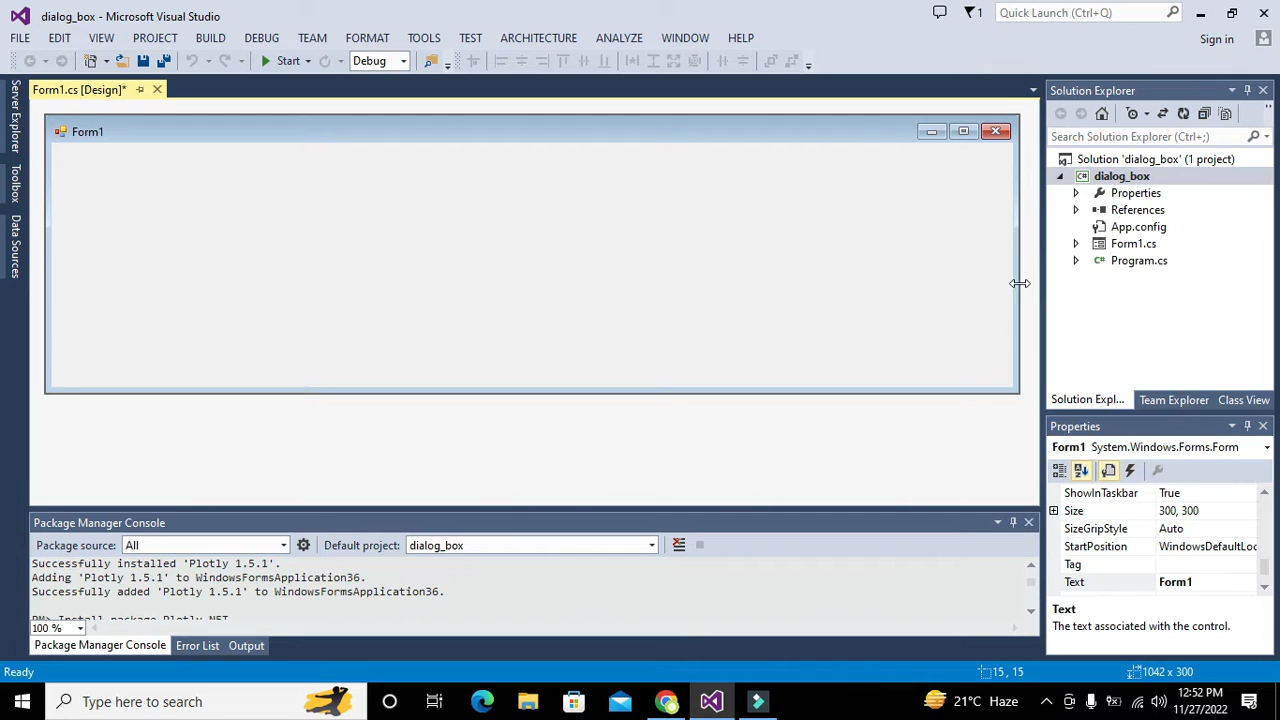 dialog_box - Microsoft Visual Studio
1
Quick Launch (Ctrl+Q)
FILE EDIT VIEW PROJECT BUILD DEBUG TEAM FORMAT TOOLS TEST ARCHITECTURE ANALYZE WINDOW HELP
Sign in
Start Debug
Server Explorer
Toolbox
Data Sources
Form1.cs [Design]*
Form1
Solution Explorer
Search Solution Explorer (Ctrl+;)
Solution 'dialog_box' (1 project)
C# dialog_box
Properties
References
App.config
Form1.cs
C# Program.cs
Solution Expl... Team Explorer Class View
Properties
Form1 System.Windows.Forms.Form
ShowInTaskbar True
Size 300, 300
SizeGripStyle Auto
StartPosition WindowsDefaultLoc
Tag
Text Form1
Text
The text associated with the control.
Package Manager Console
Package source: All Default project: dialog_box
Successfully installed 'Plotly 1.5.1'.
Adding 'Plotly 1.5.1' to WindowsFormsApplication36.
Successfully added 'Plotly 1.5.1' to WindowsFormsApplication36.
PM> Install package Plotly.NET
100 %
Package Manager Console Error List Output
Ready
15 , 15
1042 x 300
Type here to search
21°C Haze
12:52 PM
11/27/2022